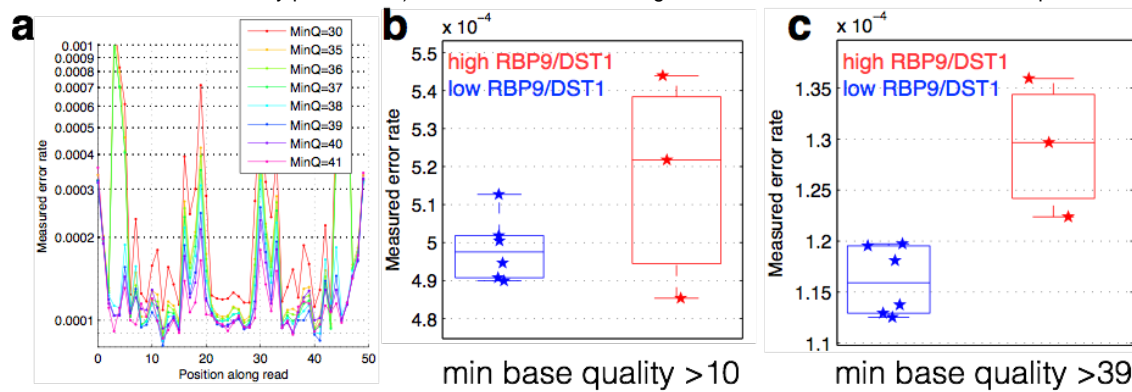 a
0.001
0.0009
0.0008
0.0007
0.0006
0.0005
0.0004
0.0003
0.0002
0.0001
Measured error rate
MinQ=30
MinQ=35
MinQ=36
MinQ=37
MinQ=38
MinQ=39
MinQ=40
MinQ=41
0 10 20 30 40 50
Position along read
b
x 10⁻⁴
5.5
5.4
5.3
5.2
5.1
5
4.9
4.8
Measured error rate
high RBP9/DST1
low RBP9/DST1
min base quality >10
c
x 10⁻⁴
1.35
1.3
1.25
1.2
1.15
1.1
Measured error rate
high RBP9/DST1
low RBP9/DST1
min base quality >39